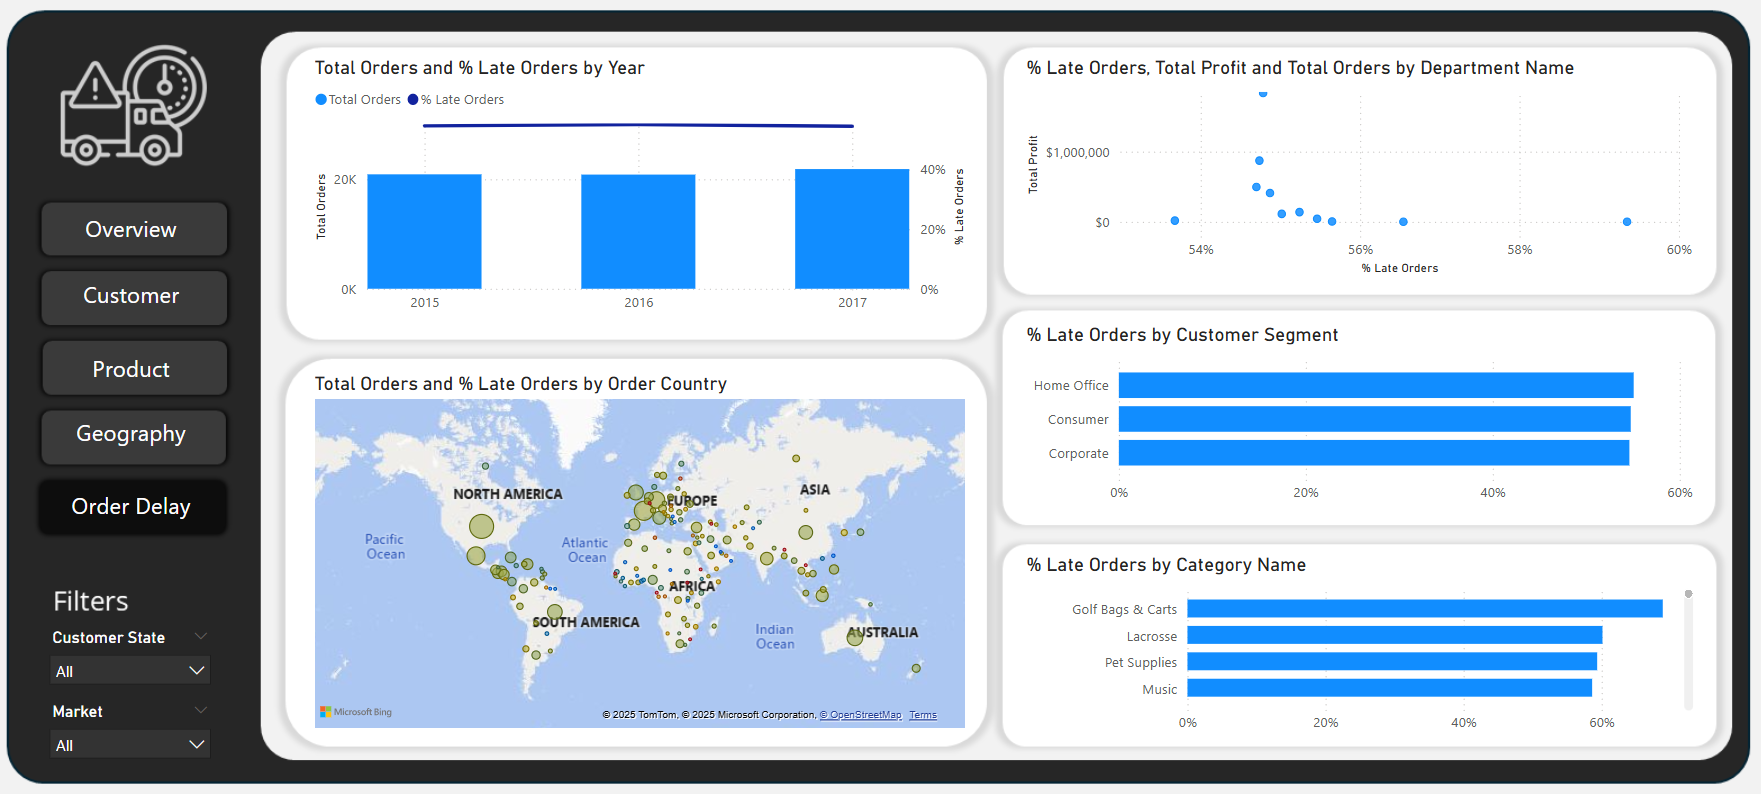 Overview
Customer
Product
Geography
Order Delay
Filters
Customer State
All
Market
All
Total Orders and % Late Orders by Year
Total Orders
% Late Orders
Total Orders
20K
0K
2015
2016
2017
40%
20%
0%
% Late Orders
Total Orders and % Late Orders by Order Country
NORTH AMERICA
EUROPE
ASIA
Pacific
Ocean
Atlantic
Ocean
AFRICA
SOUTH AMERICA
Indian
Ocean
AUSTRALIA
Microsoft Bing
© 2025 TomTom, © 2025 Microsoft Corporation, © OpenStreetMap Terms
% Late Orders, Total Profit and Total Orders by Department Name
Total Profit
$1,000,000
$0
54%
56%
58%
60%
% Late Orders
% Late Orders by Customer Segment
Home Office
Consumer
Corporate
0%
20%
40%
60%
% Late Orders by Category Name
Golf Bags & Carts
Lacrosse
Pet Supplies
Music
0%
20%
40%
60%